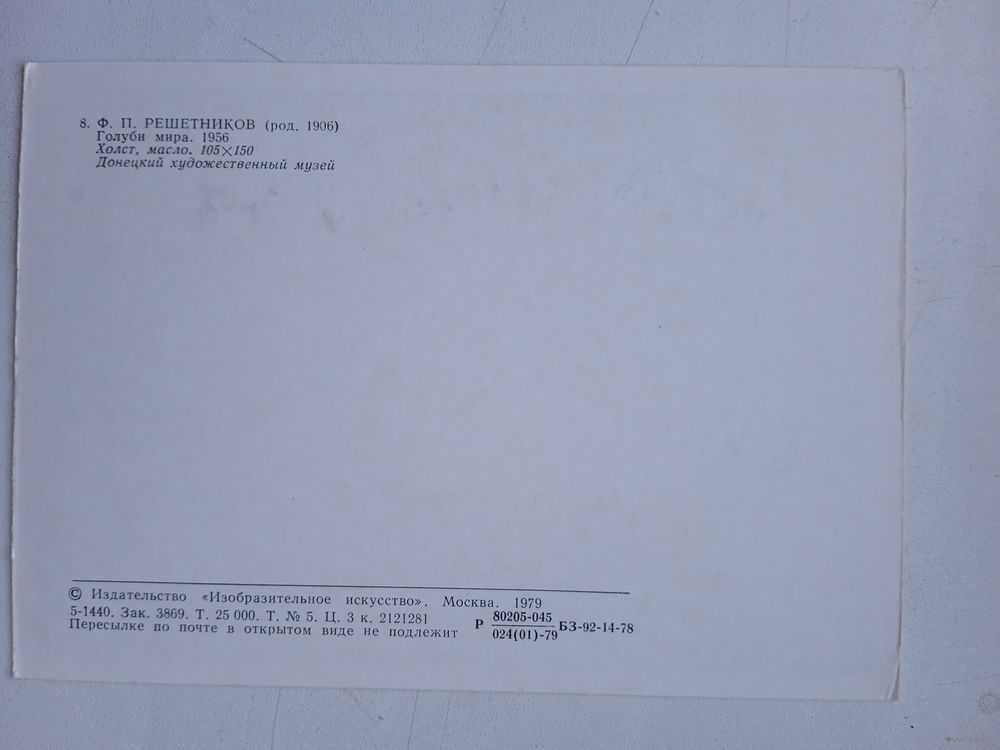 8. Ф. П. РЕШЕТНИКОВ (род. 1906)
Голуби мира. 1956
Холст, масло. 105×150
Донецкий художественный музей
© Издательство «Изобразительное искусство». Москва. 1979
5-1440. Зак. 3869. Т. 25 000. Т. № 5. Ц. 3 к. 2121281
Пересылке по почте в открытом виде не подлежит
Р 80205-045
024(01)-79 БЗ-92-14-78